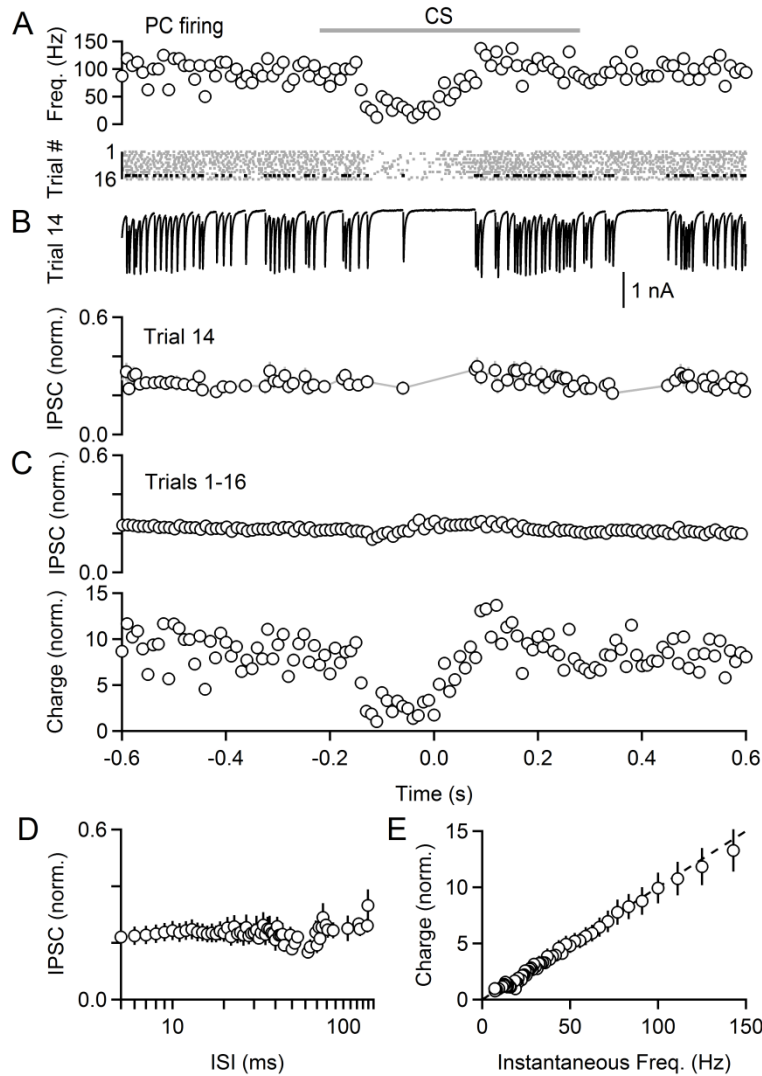 A
PC firing
CS
Freq. (Hz)
150
100
50
0
Trial #
1
16
B
Trial 14
1 nA
IPSC (norm.)
0.6
0.0
Trial 14
C
IPSC (norm.)
0.6
0.0
Trials 1-16
Charge (norm.)
15
10
5
0
-0.6 -0.4 -0.2 0.0 0.2 0.4 0.6
Time (s)
D
IPSC (norm.)
0.6
0.0
10 100
ISI (ms)
E
Charge (norm.)
15
10
5
0
0 50 100 150
Instantaneous Freq. (Hz)